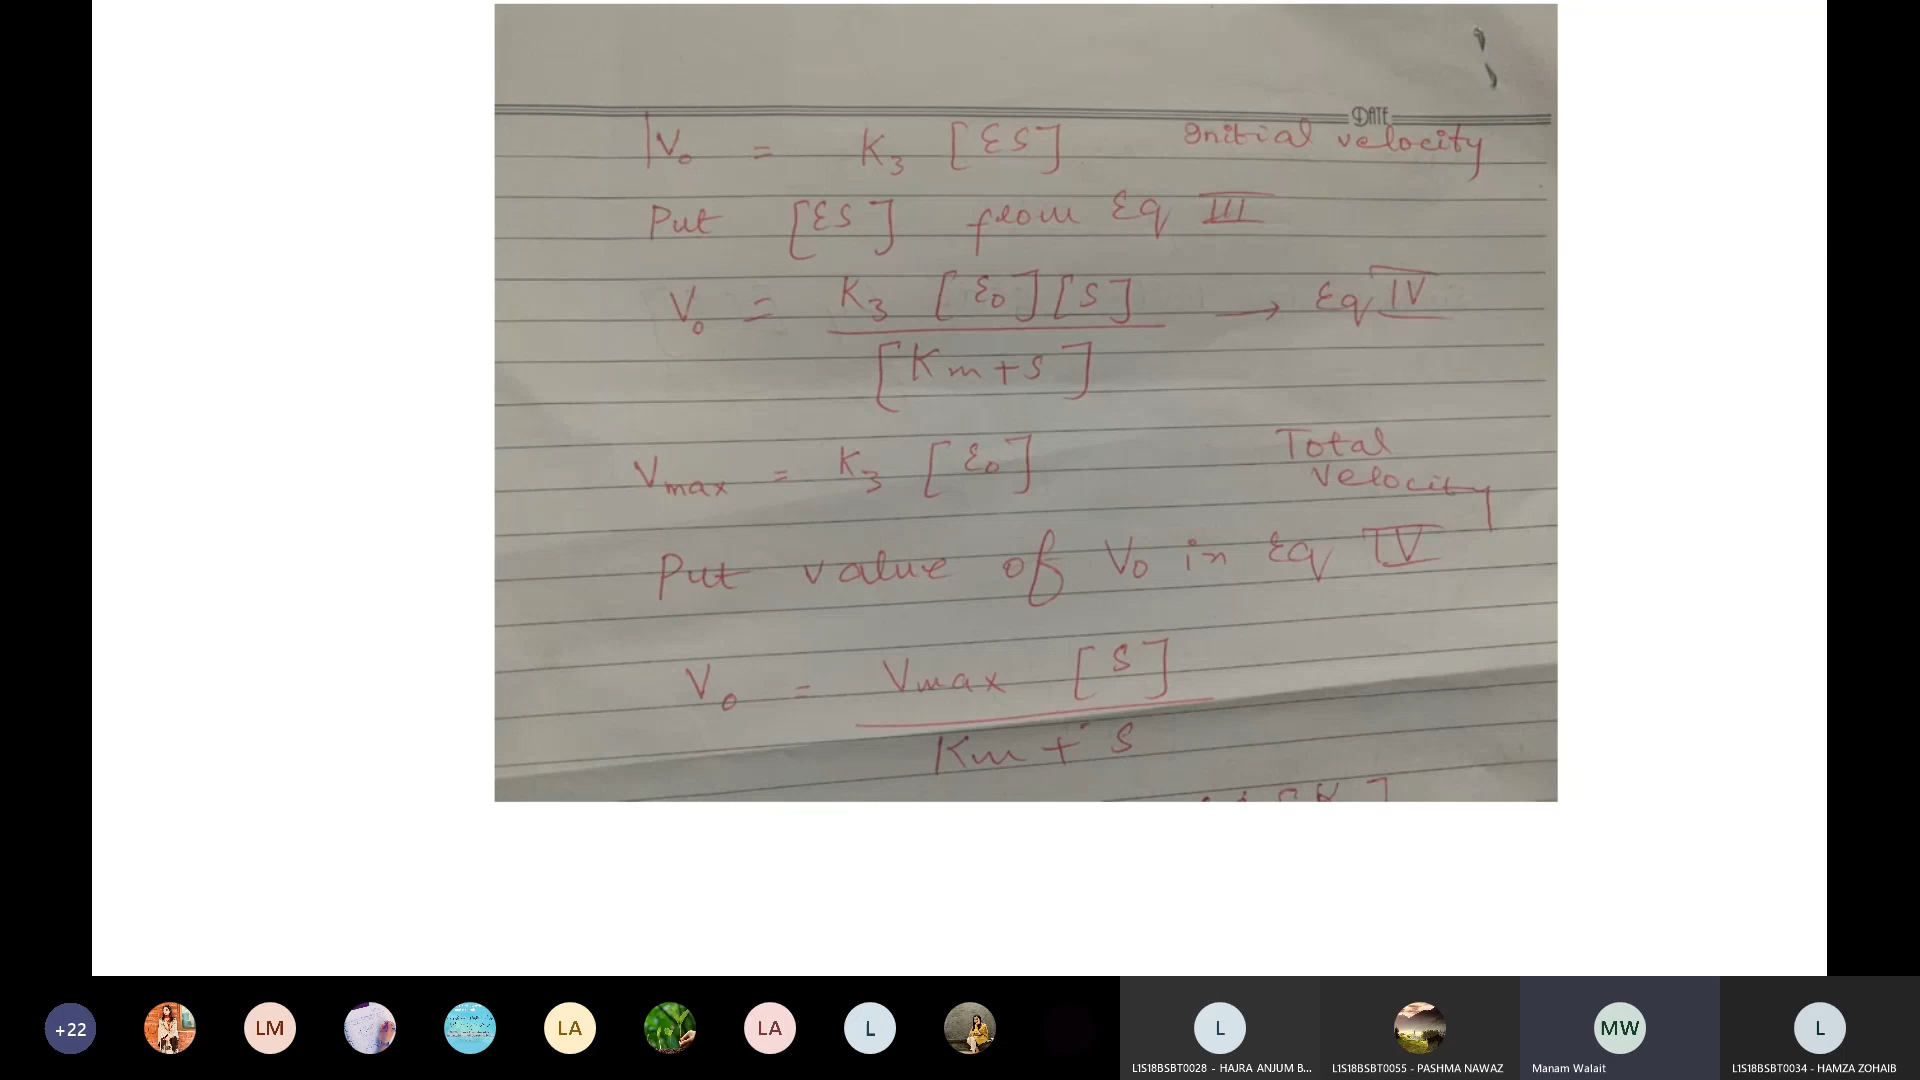 DATE
V₀ = K₃ [ES] Initial velocity
Put [ES] from Eq III
V₀ = K₃ [E₀][S] → Eq IV
[Km+S]
Vmax = K₃ [E₀] Total
Velocity
Put value of V₀ in Eq IV
V₀ = Vmax [S]
Km + S
+22
LM
LA
LA
L
L
MW
L
L1S18BSBT0028 - HAJRA ANJUM B...
L1S18BSBT0055 - PASHMA NAWAZ
Manam Walait
L1S18BSBT0034 - HAMZA ZOHAIB